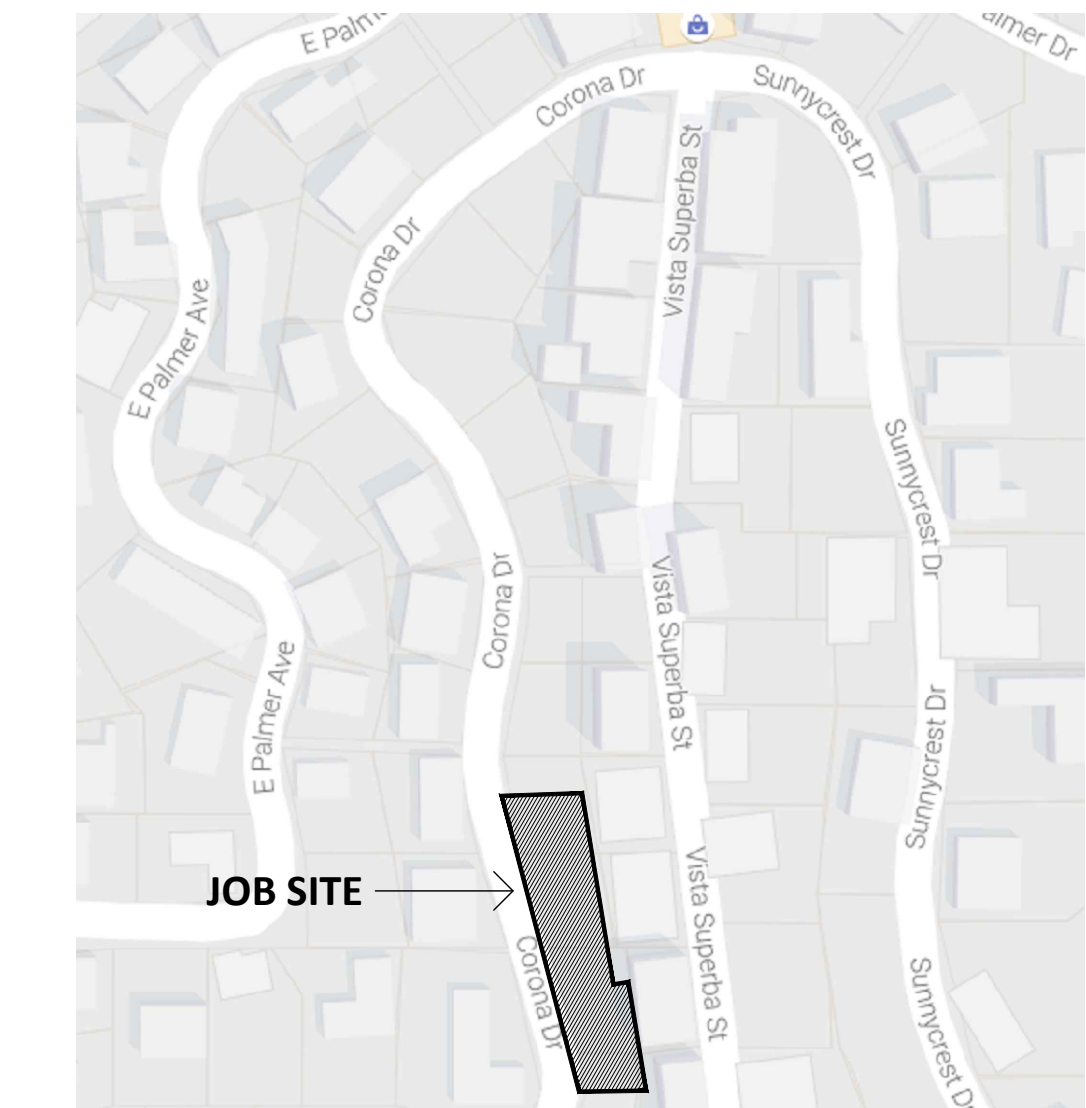 E Palm
almer Dr
Corona Dr
Sunnycrest Dr
Vista Superba St
Corona Dr
E Palmer Ave
Sunnycrest Dr
Corona Dr
Vista Superba St
E Palmer Ave
Sunnycrest Dr
Vista Superba St
JOB SITE
Corona Dr
Sunnycrest Dr